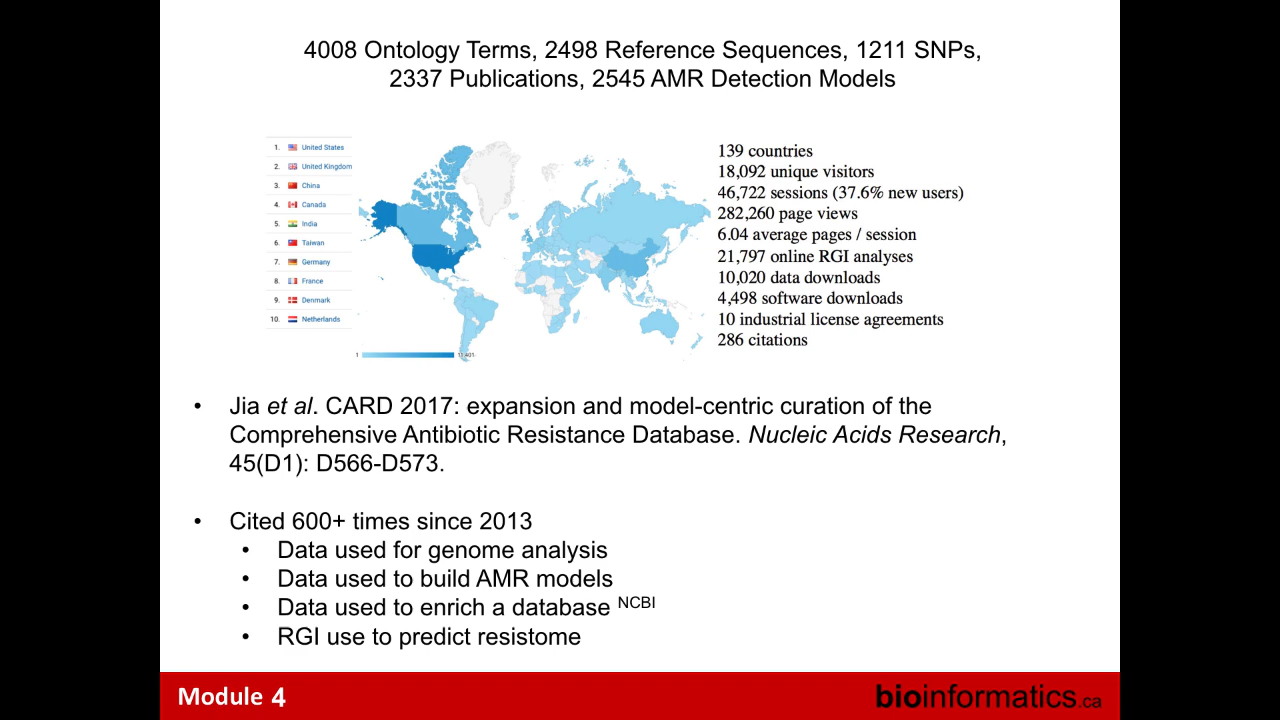 4008 Ontology Terms, 2498 Reference Sequences, 1211 SNPs,
2337 Publications, 2545 AMR Detection Models
1. United States
2. United Kingdom
3. China
4. Canada
5. India
6. Taiwan
7. Germany
8. France
9. Denmark
10. Netherlands
1 11,401
139 countries
18,092 unique visitors
46,722 sessions (37.6% new users)
282,260 page views
6.04 average pages / session
21,797 online RGI analyses
10,020 data downloads
4,498 software downloads
10 industrial license agreements
286 citations
• Jia et al. CARD 2017: expansion and model-centric curation of the
Comprehensive Antibiotic Resistance Database. Nucleic Acids Research,
45(D1): D566-D573.
• Cited 600+ times since 2013
• Data used for genome analysis
• Data used to build AMR models
• Data used to enrich a database NCBI
• RGI use to predict resistome
Module 4
bioinformatics.ca